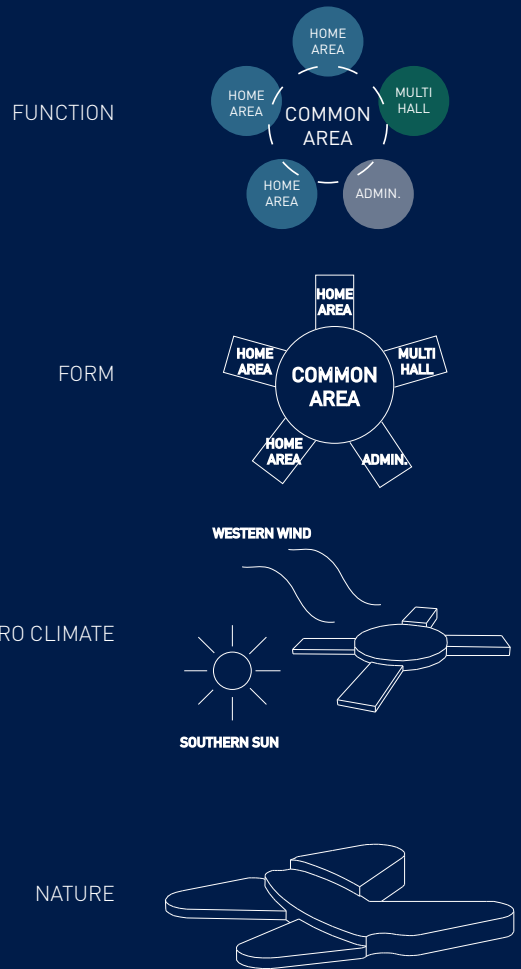 HOME
AREA
FUNCTION
HOME
AREA
COMMON
AREA
MULTI
HALL
HOME
AREA
ADMIN.
HOME
AREA
FORM
HOME
AREA
COMMON
AREA
MULTI
HALL
HOME
AREA
ADMIN.
WESTERN WIND
RO CLIMATE
SOUTHERN SUN
NATURE